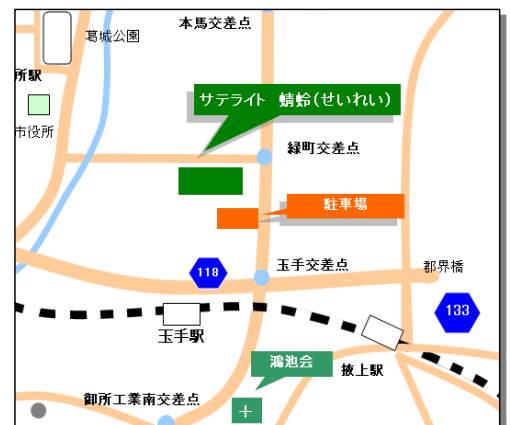 本馬交差点
葛城公園
所駅
サテライト 蜻蛉(せいれい)
市役所
緑町交差点
駐車場
118
玉手交差点
郡界橋
133
玉手駅
鴻池会
掖上駅
御所工業南交差点